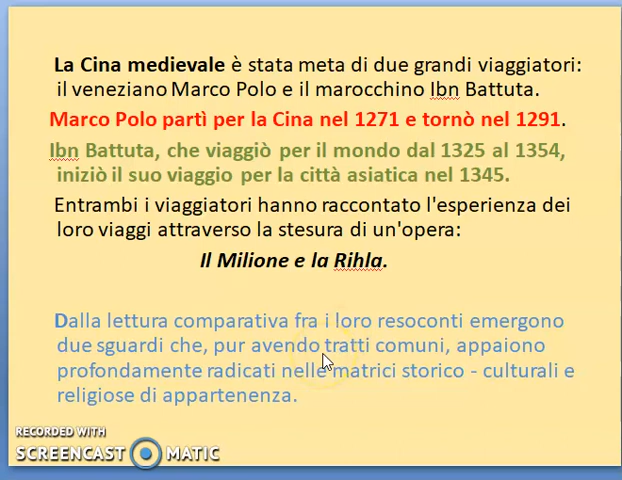 La Cina medievale è stata meta di due grandi viaggiatori:
il veneziano Marco Polo e il marocchino Ibn Battuta.
Marco Polo partì per la Cina nel 1271 e tornò nel 1291.
Ibn Battuta, che viaggiò per il mondo dal 1325 al 1354,
iniziò il suo viaggio per la città asiatica nel 1345.
Entrambi i viaggiatori hanno raccontato l'esperienza dei
loro viaggi attraverso la stesura di un'opera:
Il Milione e la Rihla.
Dalla lettura comparativa fra i loro resoconti emergono
due sguardi che, pur avendo tratti comuni, appaiono
profondamente radicati nelle matrici storico - culturali e
religiose di appartenenza.
RECORDED WITH
SCREENCAST MATIC